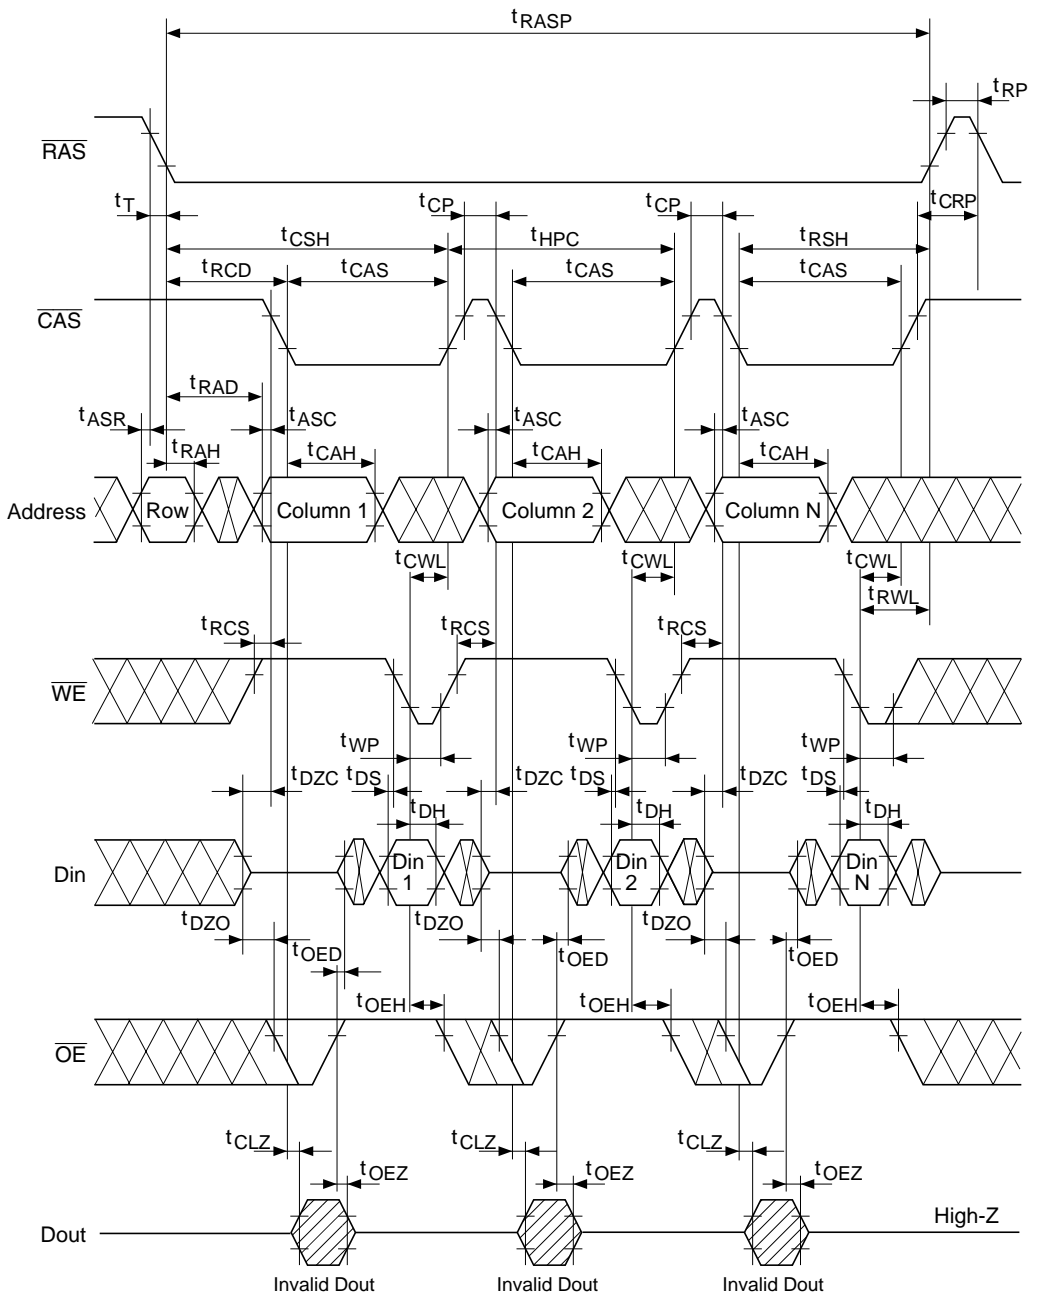 tRASP
tRP
RAS
tT tCP tCP tCRP
tCSH tHPC tRSH
tRCD tCAS tCAS tCAS
CAS
tRAD
tASR tASC tASC tASC
tRAH tCAH tCAH tCAH
Address Row Column 1 Column 2 Column N
tCWL tCWL tCWL
tRWL
tRCS tRCS tRCS
WE
tWP tWP tWP
tDZC tDS tDZC tDS tDZC tDS
tDH tDH tDH
Din Din 1 Din 2 Din N
tDZO tDZO tDZO
tOED tOED tOED
tOEH tOEH tOEH
OE
tCLZ tCLZ tCLZ
tOEZ tOEZ tOEZ
High-Z
Dout
Invalid Dout Invalid Dout Invalid Dout